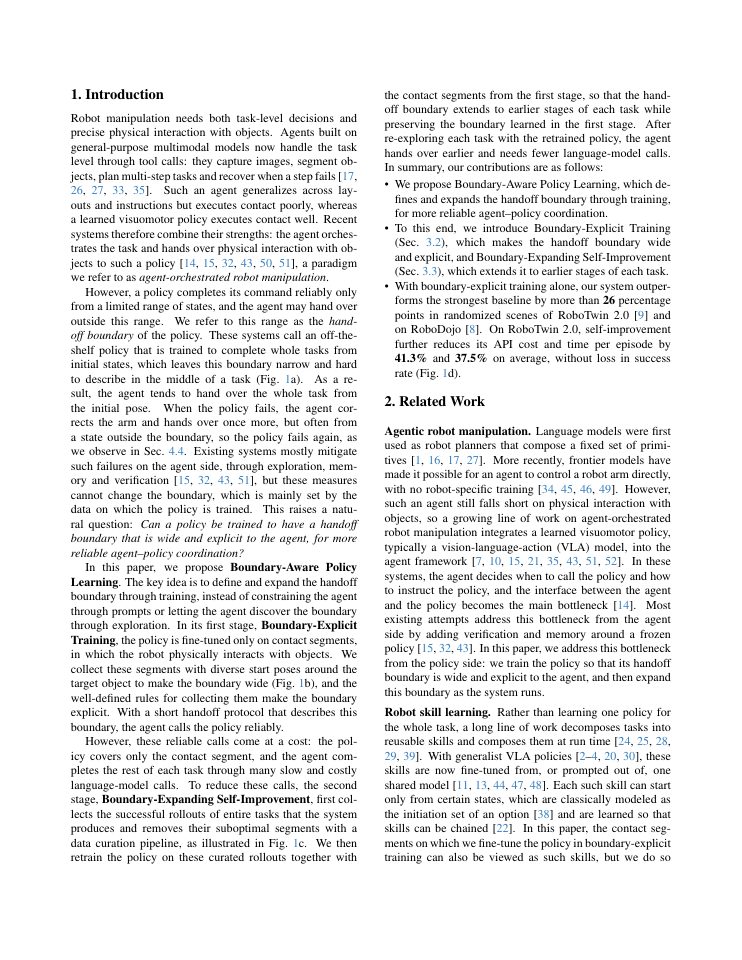 1. Introduction
Robot manipulation needs both task-level decisions and
precise physical interaction with objects. Agents built on
general-purpose multimodal models now handle the task
level through tool calls: they capture images, segment ob-
jects, plan multi-step tasks and recover when a step fails [17,
26, 27, 33, 35]. Such an agent generalizes across lay-
outs and instructions but executes contact poorly, whereas
a learned visuomotor policy executes contact well. Recent
systems therefore combine their strengths: the agent orches-
trates the task and hands over physical interaction with ob-
jects to such a policy [14, 15, 32, 43, 50, 51], a paradigm
we refer to as agent-orchestrated robot manipulation.
However, a policy completes its command reliably only
from a limited range of states, and the agent may hand over
outside this range. We refer to this range as the hand-
off boundary of the policy. These systems call an off-the-
shelf policy that is trained to complete whole tasks from
initial states, which leaves this boundary narrow and hard
to describe in the middle of a task (Fig. 1a). As a re-
sult, the agent tends to hand over the whole task from
the initial pose. When the policy fails, the agent cor-
rects the arm and hands over once more, but often from
a state outside the boundary, so the policy fails again, as
we observe in Sec. 4.4. Existing systems mostly mitigate
such failures on the agent side, through exploration, mem-
ory and verification [15, 32, 43, 51], but these measures
cannot change the boundary, which is mainly set by the
data on which the policy is trained. This raises a natu-
ral question: Can a policy be trained to have a handoff
boundary that is wide and explicit to the agent, for more
reliable agent–policy coordination?
In this paper, we propose Boundary-Aware Policy
Learning. The key idea is to define and expand the handoff
boundary through training, instead of constraining the agent
through prompts or letting the agent discover the boundary
through exploration. In its first stage, Boundary-Explicit
Training, the policy is fine-tuned only on contact segments,
in which the robot physically interacts with objects. We
collect these segments with diverse start poses around the
target object to make the boundary wide (Fig. 1b), and the
well-defined rules for collecting them make the boundary
explicit. With a short handoff protocol that describes this
boundary, the agent calls the policy reliably.
However, these reliable calls come at a cost: the pol-
icy covers only the contact segment, and the agent com-
pletes the rest of each task through many slow and costly
language-model calls. To reduce these calls, the second
stage, Boundary-Expanding Self-Improvement, first col-
lects the successful rollouts of entire tasks that the system
produces and removes their suboptimal segments with a
data curation pipeline, as illustrated in Fig. 1c. We then
retrain the policy on these curated rollouts together with
the contact segments from the first stage, so that the hand-
off boundary extends to earlier stages of each task while
preserving the boundary learned in the first stage. After
re-exploring each task with the retrained policy, the agent
hands over earlier and needs fewer language-model calls.
In summary, our contributions are as follows:
• We propose Boundary-Aware Policy Learning, which de-
fines and expands the handoff boundary through training,
for more reliable agent–policy coordination.
• To this end, we introduce Boundary-Explicit Training
(Sec. 3.2), which makes the handoff boundary wide
and explicit, and Boundary-Expanding Self-Improvement
(Sec. 3.3), which extends it to earlier stages of each task.
• With boundary-explicit training alone, our system outper-
forms the strongest baseline by more than 26 percentage
points in randomized scenes of RoboTwin 2.0 [9] and
on RoboDojo [8]. On RoboTwin 2.0, self-improvement
further reduces its API cost and time per episode by
41.3% and 37.5% on average, without loss in success
rate (Fig. 1d).
2. Related Work
Agentic robot manipulation. Language models were first
used as robot planners that compose a fixed set of primi-
tives [1, 16, 17, 27]. More recently, frontier models have
made it possible for an agent to control a robot arm directly,
with no robot-specific training [34, 45, 46, 49]. However,
such an agent still falls short on physical interaction with
objects, so a growing line of work on agent-orchestrated
robot manipulation integrates a learned visuomotor policy,
typically a vision-language-action (VLA) model, into the
agent framework [7, 10, 15, 21, 35, 43, 51, 52]. In these
systems, the agent decides when to call the policy and how
to instruct the policy, and the interface between the agent
and the policy becomes the main bottleneck [14]. Most
existing attempts address this bottleneck from the agent
side by adding verification and memory around a frozen
policy [15, 32, 43]. In this paper, we address this bottleneck
from the policy side: we train the policy so that its handoff
boundary is wide and explicit to the agent, and then expand
this boundary as the system runs.
Robot skill learning. Rather than learning one policy for
the whole task, a long line of work decomposes tasks into
reusable skills and composes them at run time [24, 25, 28,
29, 39]. With generalist VLA policies [2–4, 20, 30], these
skills are now fine-tuned from, or prompted out of, one
shared model [11, 13, 44, 47, 48]. Each such skill can start
only from certain states, which are classically modeled as
the initiation set of an option [38] and are learned so that
skills can be chained [22]. In this paper, the contact seg-
ments on which we fine-tune the policy in boundary-explicit
training can also be viewed as such skills, but we do so